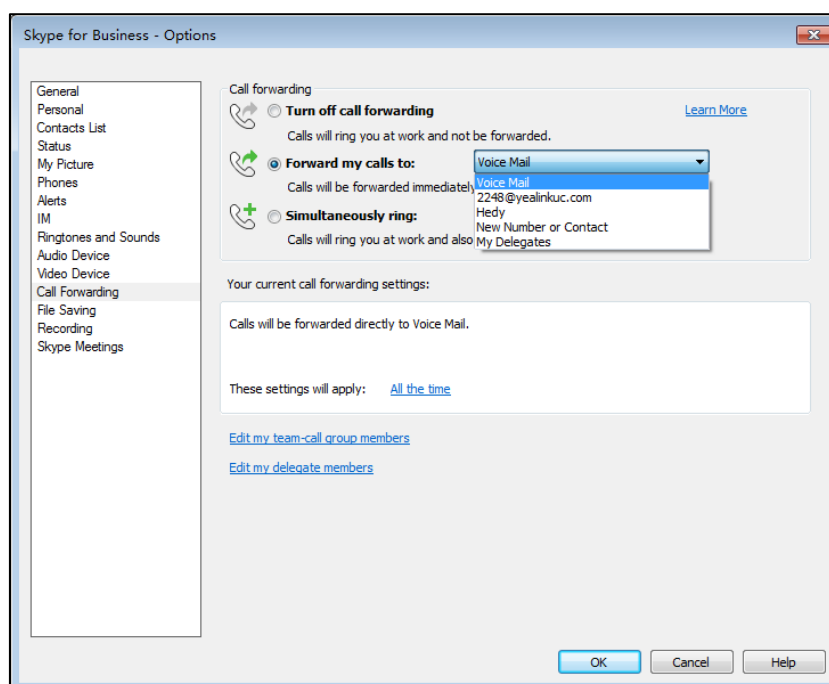 Skype for Business - Options
General
Personal
Contacts List
Status
My Picture
Phones
Alerts
IM
Ringtones and Sounds
Audio Device
Video Device
Call Forwarding
File Saving
Recording
Skype Meetings
Call forwarding
Turn off call forwarding
Learn More
Calls will ring you at work and not be forwarded.
Forward my calls to:
Voice Mail
Calls will be forwarded immediately
Voice Mail
2248@yealinkuc.com
Hedy
New Number or Contact
My Delegates
Simultaneously ring:
Calls will ring you at work and also
Your current call forwarding settings:
Calls will be forwarded directly to Voice Mail.
These settings will apply: All the time
Edit my team-call group members
Edit my delegate members
OK Cancel Help